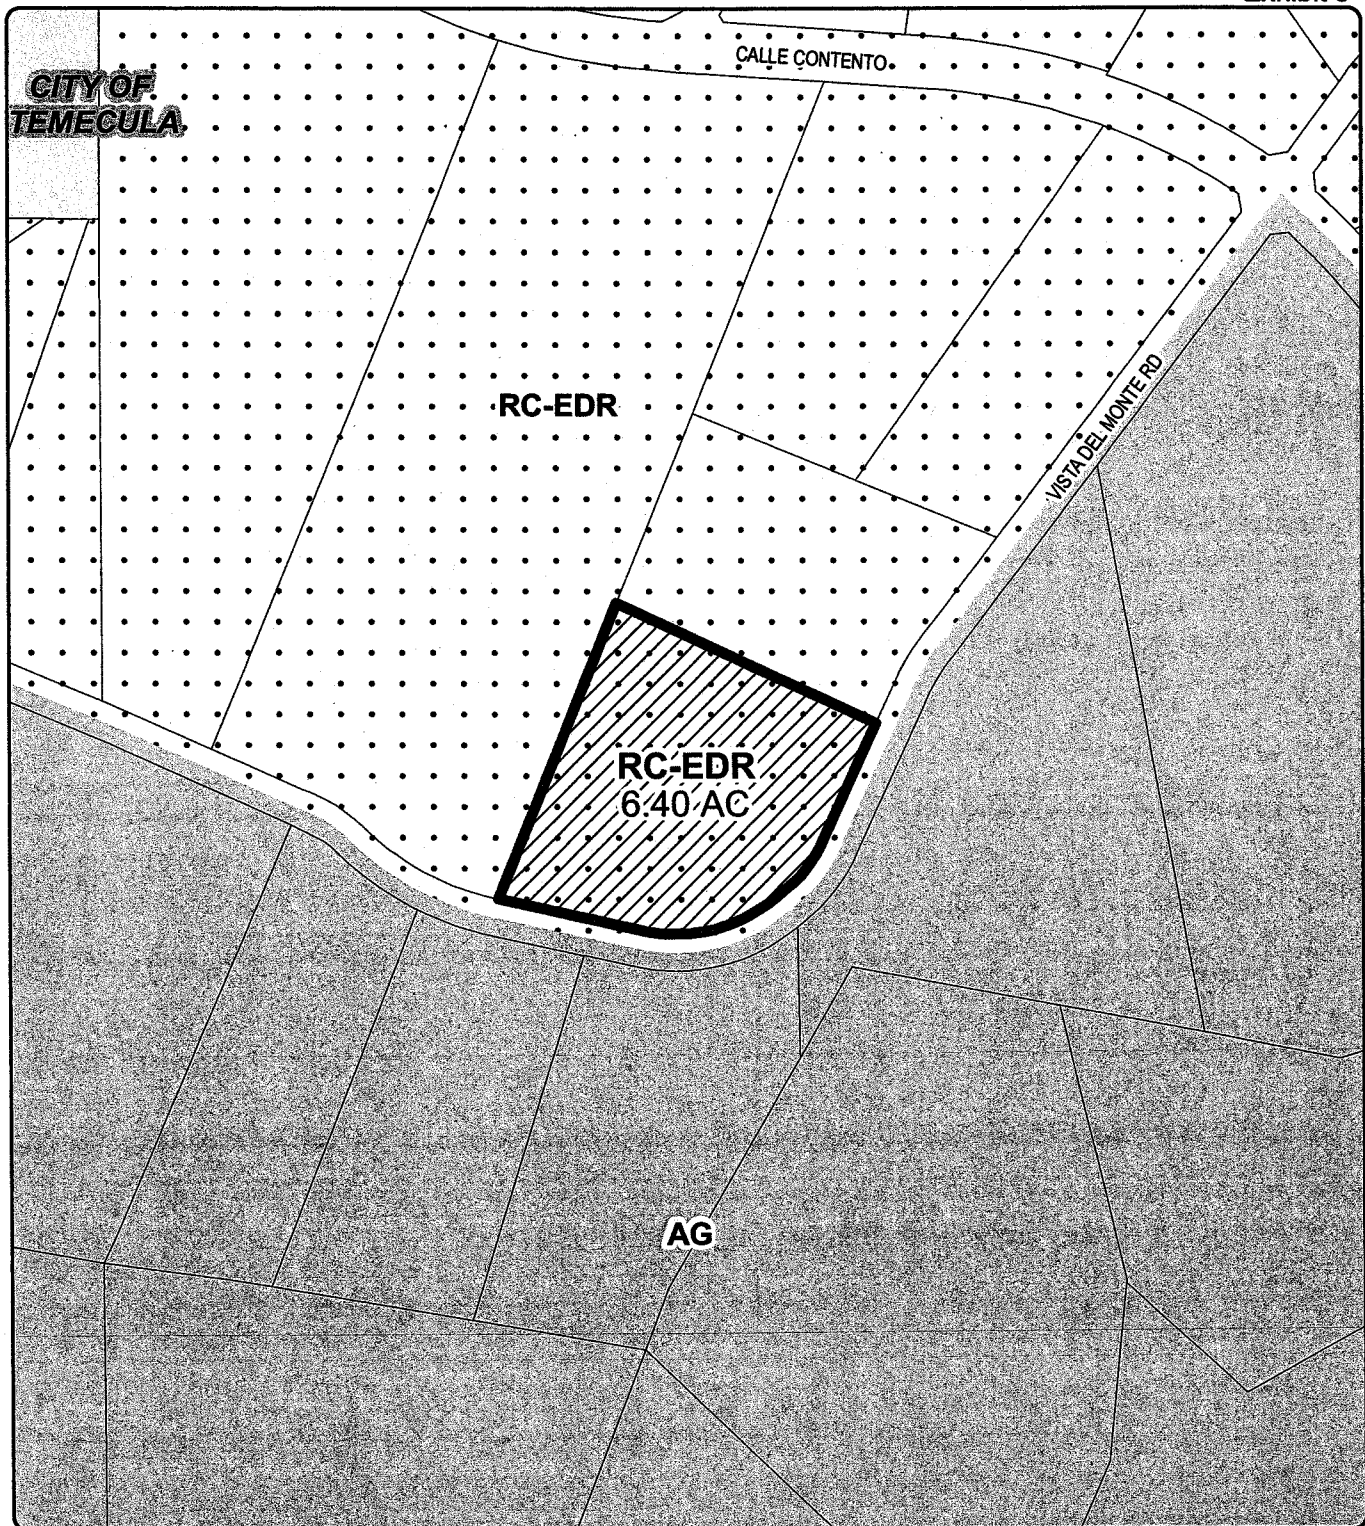 CALLE CONTENTO
CITY OF
TEMECULA
RC-EDR
VISTA DEL MONTE RD
RC-EDR
6.40 AC
AG